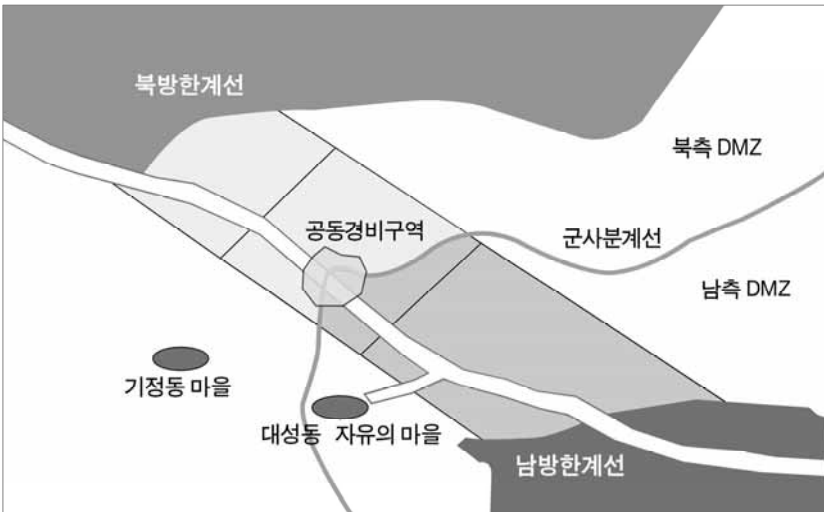 북방한계선
북측 DMZ
공동경비구역
군사분계선
남측 DMZ
기정동 마을
대성동 자유의 마을
남방한계선